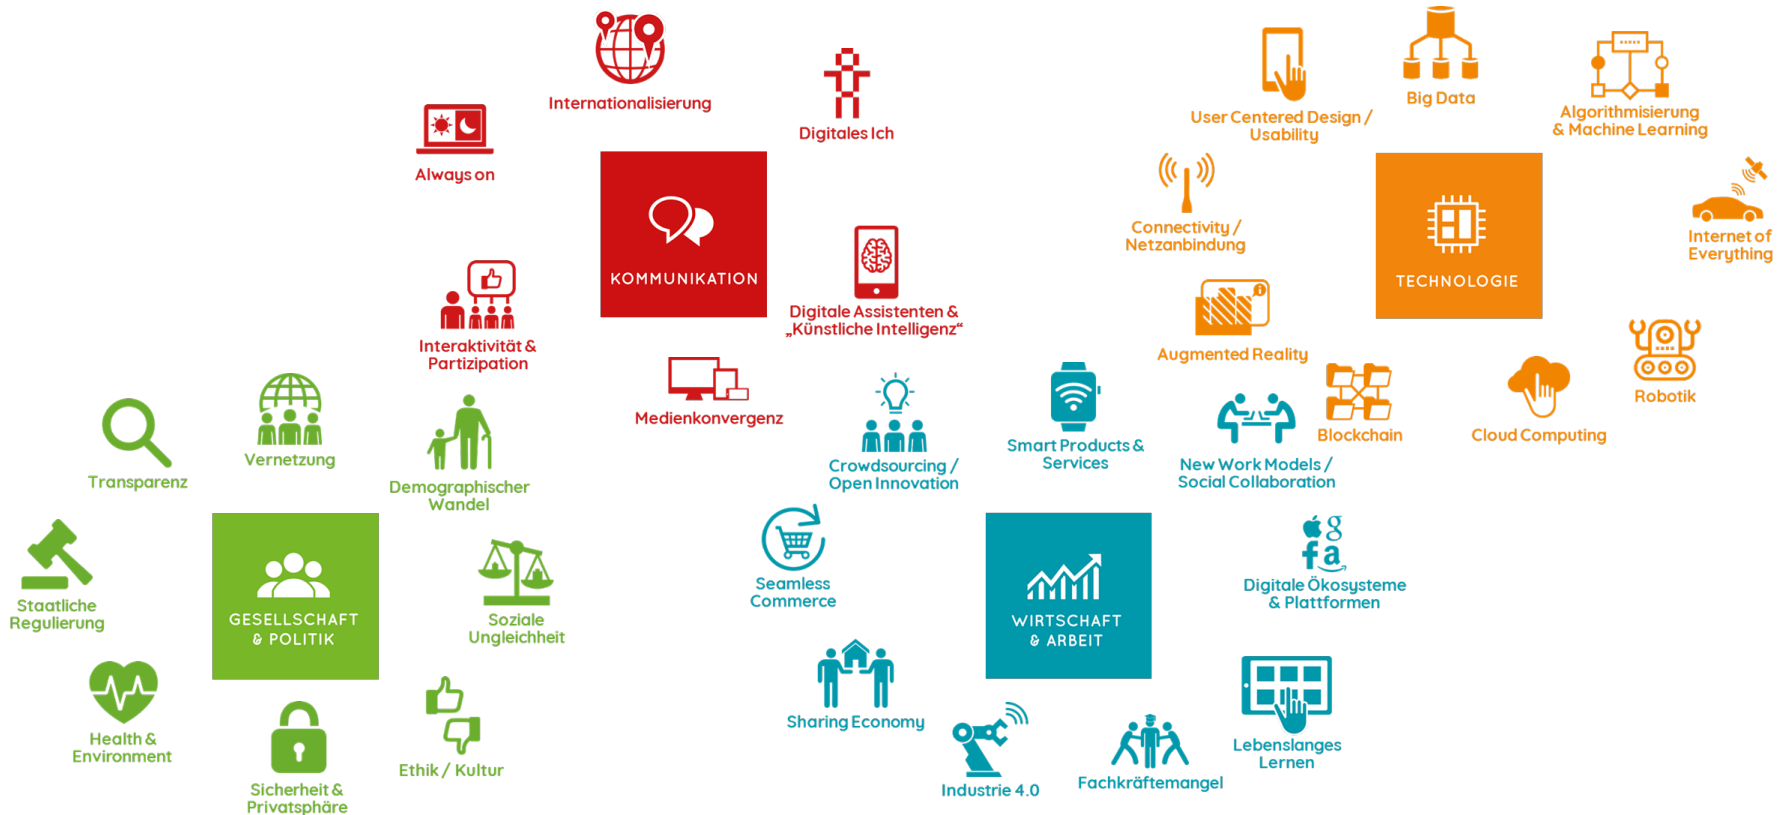 Internationalisierung
Digitales Ich
Always on
KOMMUNIKATION
Interaktivität &
Partizipation
Digitale Assistenten &
„Künstliche Intelligenz“
Medienkonvergenz
User Centered Design /
Usability
Big Data
Algorithmisierung
& Machine Learning
Connectivity /
Netzanbindung
TECHNOLOGIE
Internet of
Everything
Augmented Reality
Blockchain
Cloud Computing
Robotik
Transparenz
Vernetzung
Demographischer
Wandel
Staatliche
Regulierung
GESELLSCHAFT
& POLITIK
Soziale
Ungleichheit
Health &
Environment
Sicherheit &
Privatsphäre
Ethik / Kultur
Crowdsourcing /
Open Innovation
Smart Products &
Services
New Work Models /
Social Collaboration
Seamless
Commerce
WIRTSCHAFT
& ARBEIT
g
f a
Digitale Ökosysteme
& Plattformen
Sharing Economy
Industrie 4.0
Fachkräftemangel
Lebenslanges
Lernen